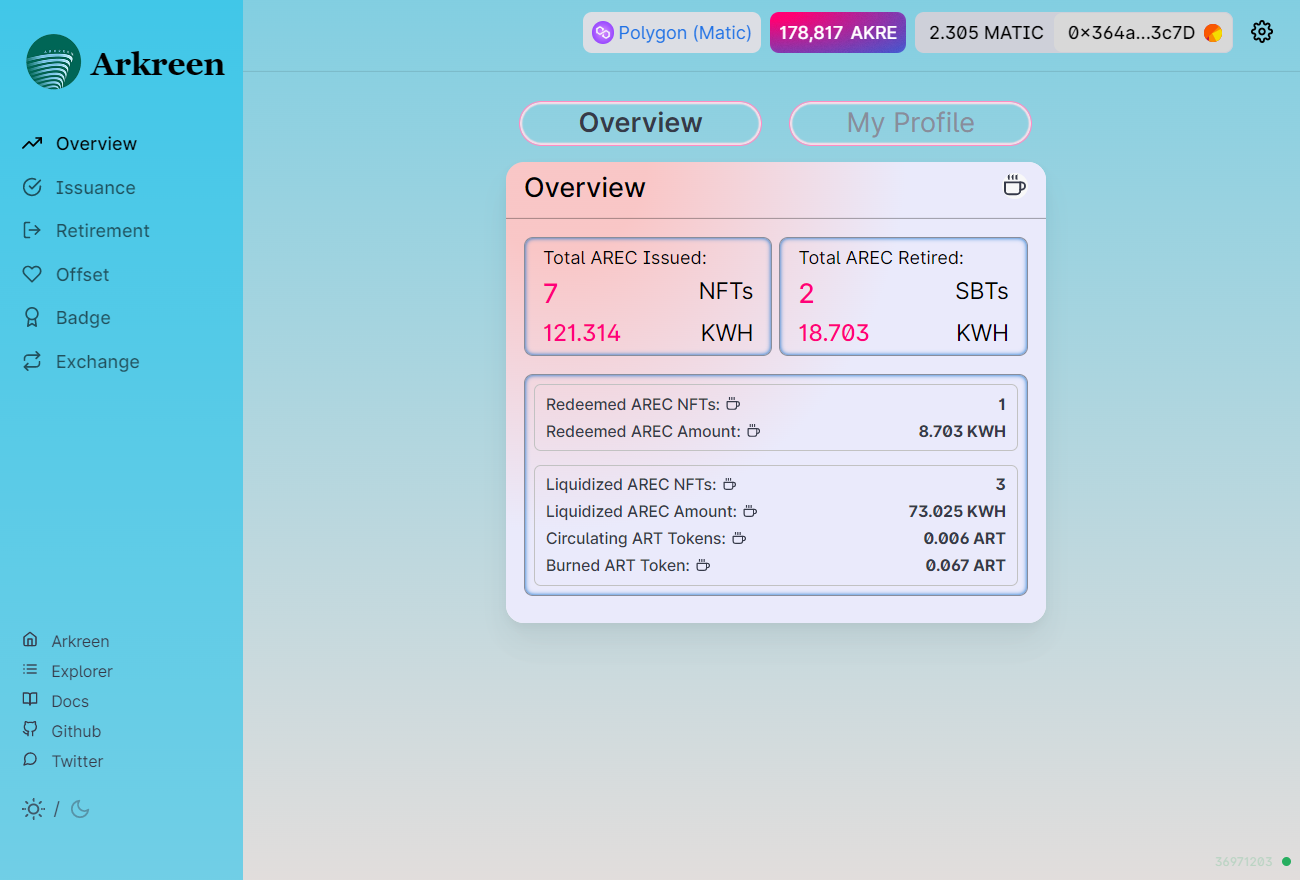 Arkreen
Polygon (Matic)
178,817 AKRE
2.305 MATIC
0x364a...3c7D
Overview
Issuance
Retirement
Offset
Badge
Exchange
Arkreen
Explorer
Docs
Github
Twitter
/
Overview
My Profile
Overview
Total AREC Issued:
7 NFTs
121.314 KWH
Total AREC Retired:
2 SBTs
18.703 KWH
Redeemed AREC NFTs: 1
Redeemed AREC Amount: 8.703 KWH
Liquidized AREC NFTs: 3
Liquidized AREC Amount: 73.025 KWH
Circulating ART Tokens: 0.006 ART
Burned ART Token: 0.067 ART
36971203